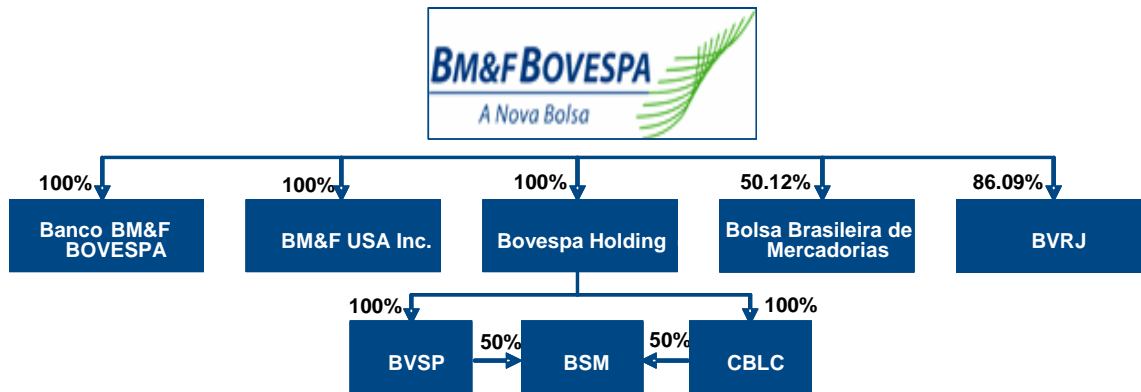 BM&FBOVESPA
A Nova Bolsa
100%
100%
100%
50.12%
86.09%
Banco BM&F
BOVESPA
BM&F USA Inc.
Bovespa Holding
Bolsa Brasileira de
Mercadorias
BVRJ
100%
100%
BVSP
50%
BSM
50%
CBLC